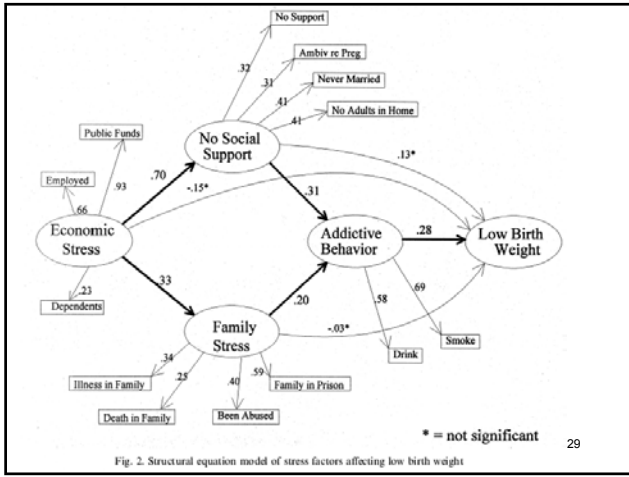 No Support
.32
Ambiv re Preg
.31
Never Married
.41
No Adults in Home
.41
Public Funds
.93
Employed
.66
No Social
Support
.70
-.15*
.13*
.31
Economic
Stress
Addictive
Behavior
.28
Low Birth
Weight
.33
.23
Dependents
.20
Family
Stress
-.03*
.58
.69
Smoke
Drink
.34
Illness in Family
.25
Death in Family
.40
Been Abused
.59
Family in Prison
* = not significant
29
Fig. 2. Structural equation model of stress factors affecting low birth weight